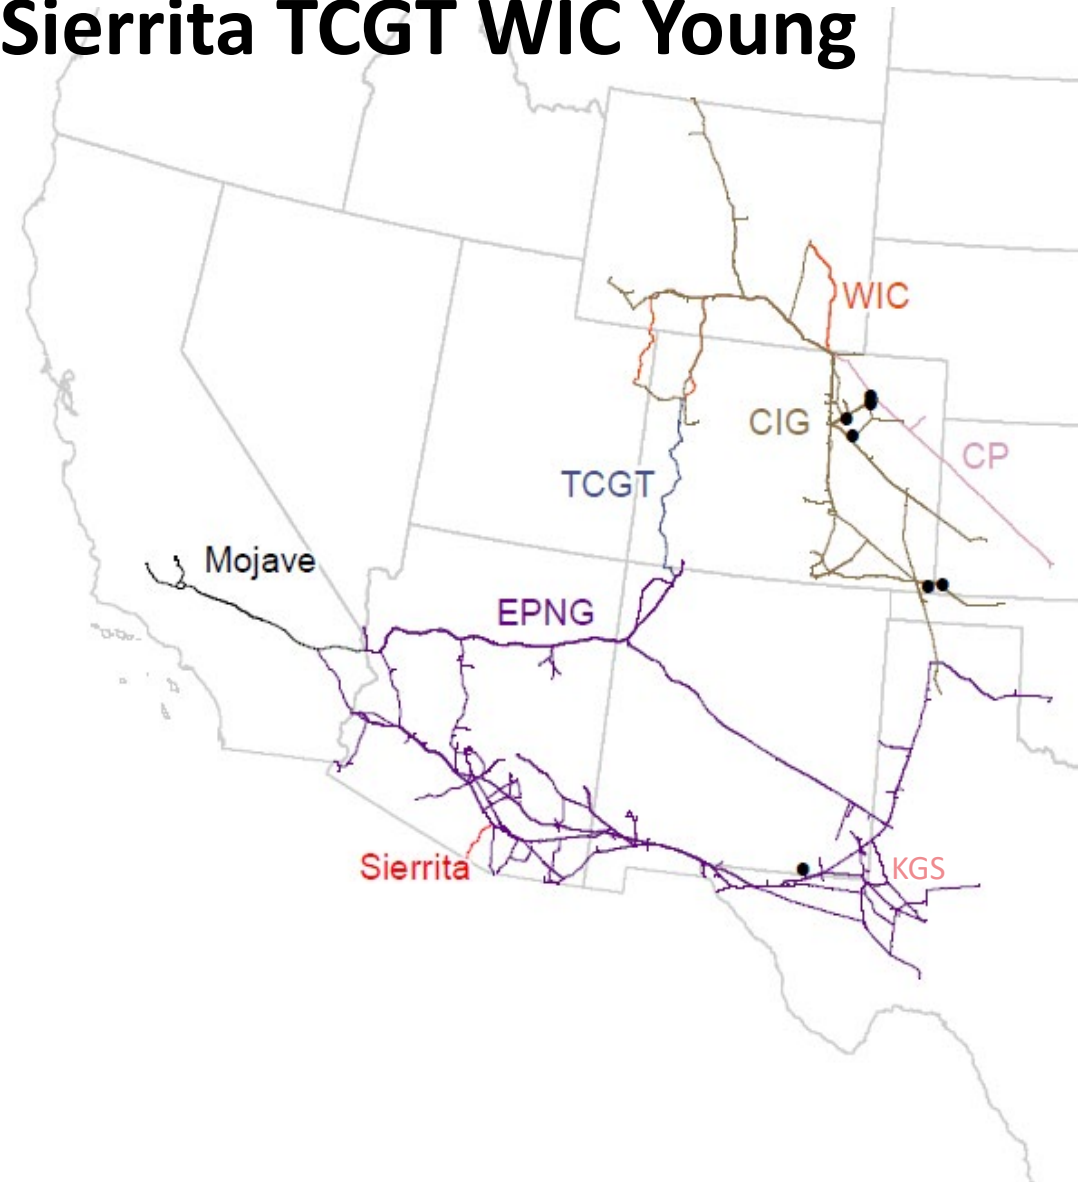 Sierrita TCGT WIC Young
WIC
CIG
CP
TCGT
Mojave
EPNG
Sierrita
KGS